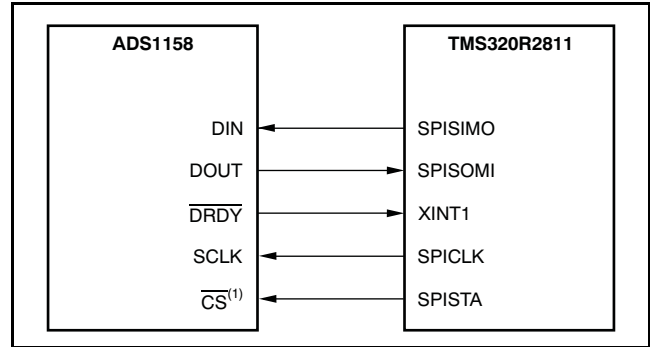 ADS1158 TMS320R2811
DIN SPISIMO
DOUT SPISOMI
DRDY XINT1
SCLK SPICLK
CS(1) SPISTA